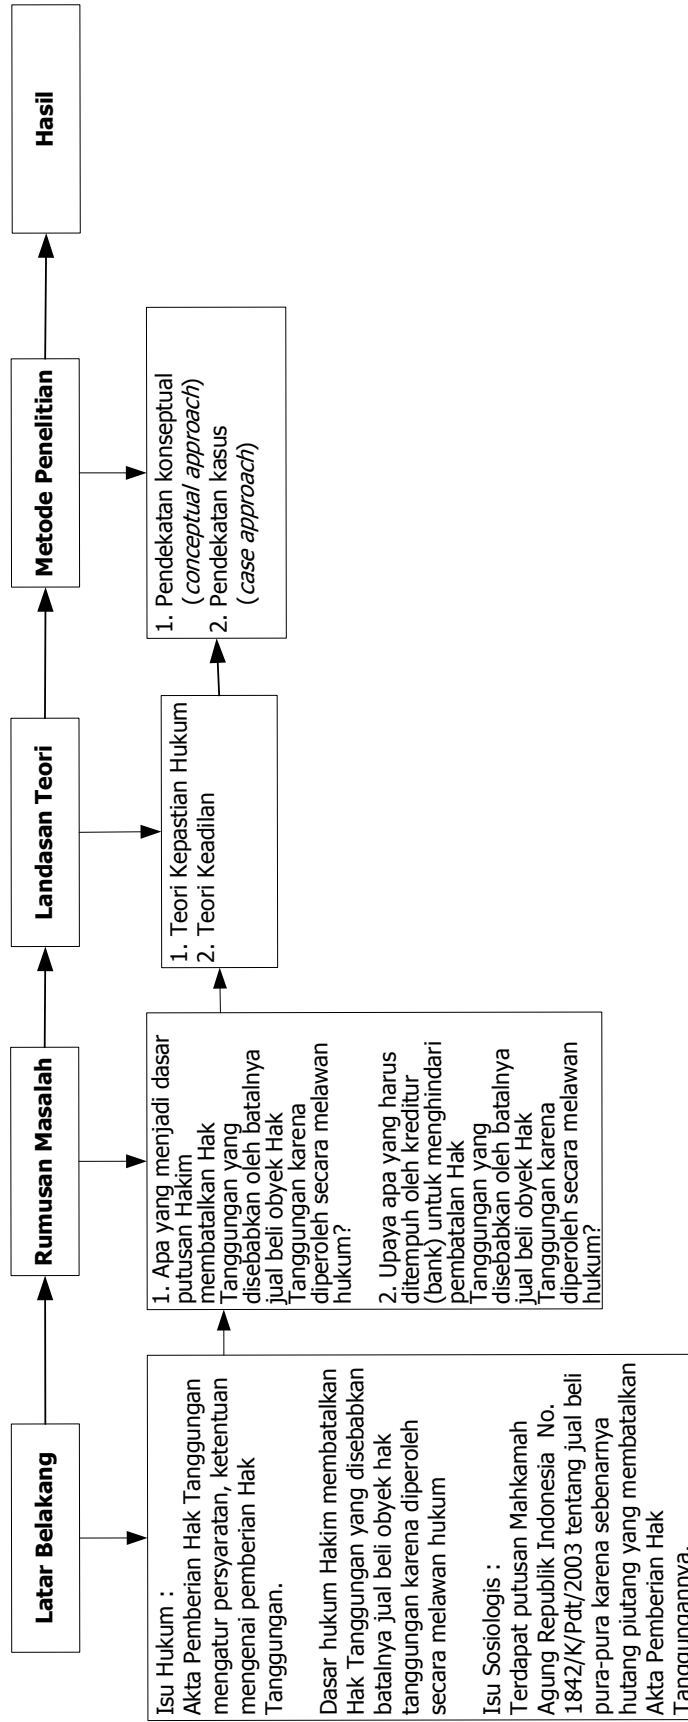 Latar Belakang
Isu Hukum :
Akta Pemberian Hak Tanggungan
mengatur persyaratan, ketentuan
mengenai pemberian Hak
Tanggungan.
Dasar hukum Hakim membatalkan
Hak Tanggungan yang disebabkan
batalnya jual beli obyek hak
tanggungan karena diperoleh
secara melawan hukum
Isu Sosiologis :
Terdapat putusan Mahkamah
Agung Republik Indonesia No.
1842/K/Pdt/2003 tentang jual beli
pura-pura karena sebenarnya
hutang piutang yang membatalkan
Akta Pemberian Hak
Tanggungannya.
Rumusan Masalah
1. Apa yang menjadi dasar
putusan Hakim
membatalkan Hak
Tanggungan yang
disebabkan oleh batalnya
jual beli obyek Hak
Tanggungan karena
diperoleh secara melawan
hukum?
2. Upaya apa yang harus
ditempuh oleh kreditur
(bank) untuk menghindari
pembatalan Hak
Tanggungan yang
disebabkan oleh batalnya
jual beli obyek Hak
Tanggungan karena
diperoleh secara melawan
hukum?
Landasan Teori
1. Teori Kepastian Hukum
2. Teori Keadilan
Metode Penelitian
1. Pendekatan konseptual
(conceptual approach)
2. Pendekatan kasus
(case approach)
Hasil